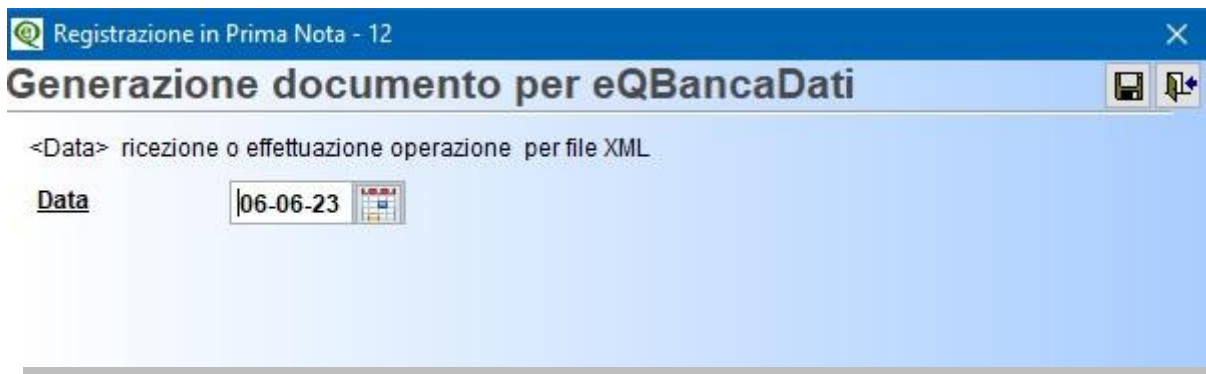 Registrazione in Prima Nota - 12
Generazione documento per eQBancaDati
<Data> ricezione o effettuazione operazione per file XML
Data 06-06-23